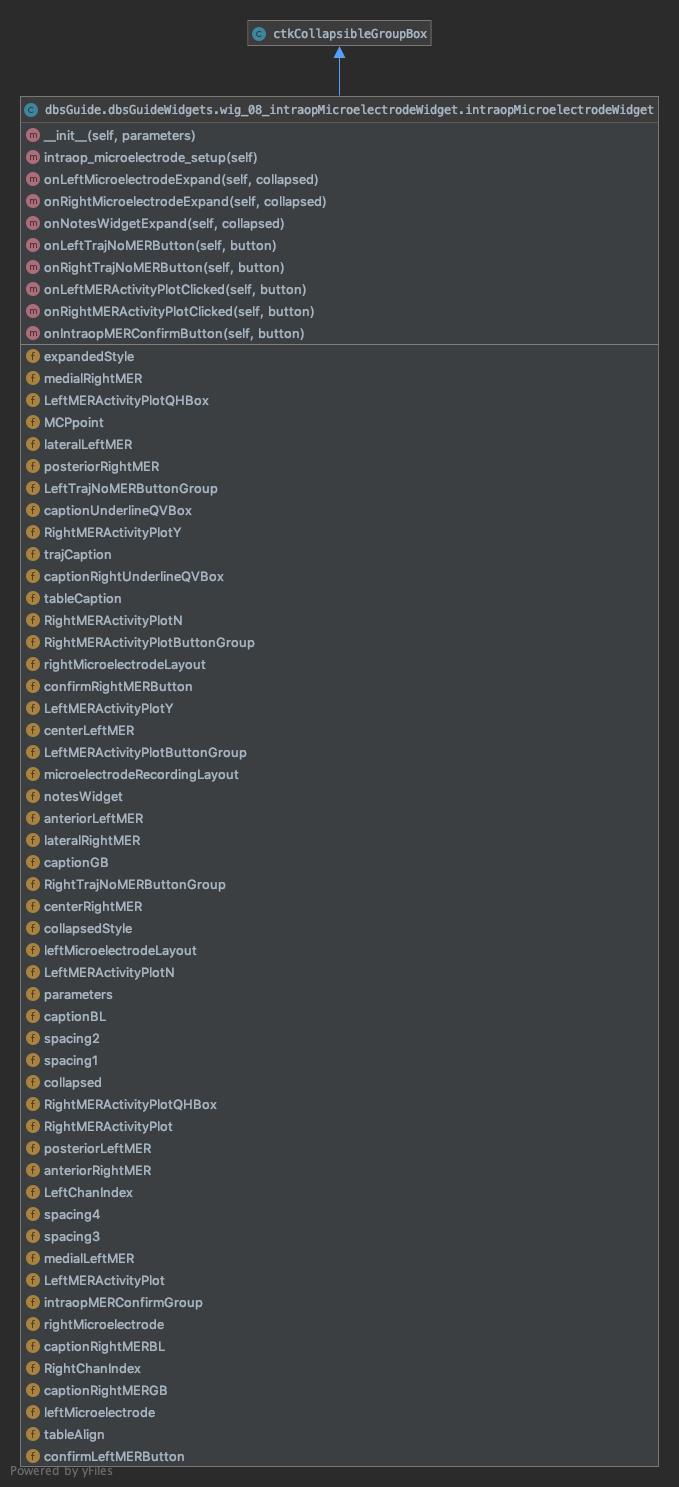 C ctkCollapsibleGroupBox
C dbsGuide.dbsGuideWidgets.wig_08_intraopMicroelectrodeWidget.intraopMicroelectrodeWidget
m __init__(self, parameters)
m intraop_microelectrode_setup(self)
m onLeftMicroelectrodeExpand(self, collapsed)
m onRightMicroelectrodeExpand(self, collapsed)
m onNotesWidgetExpand(self, collapsed)
m onLeftTrajNoMERButton(self, button)
m onRightTrajNoMERButton(self, button)
m onLeftMERActivityPlotClicked(self, button)
m onRightMERActivityPlotClicked(self, button)
m onIntraopMERConfirmButton(self, button)
f expandedStyle
f medialRightMER
f LeftMERActivityPlotQHBox
f MCPpoint
f lateralLeftMER
f posteriorRightMER
f LeftTrajNoMERButtonGroup
f captionUnderlineQVBox
f RightMERActivityPlotY
f trajCaption
f captionRightUnderlineQVBox
f tableCaption
f RightMERActivityPlotN
f RightMERActivityPlotButtonGroup
f rightMicroelectrodeLayout
f confirmRightMERButton
f LeftMERActivityPlotY
f centerLeftMER
f LeftMERActivityPlotButtonGroup
f microelectrodeRecordingLayout
f notesWidget
f anteriorLeftMER
f lateralRightMER
f captionGB
f RightTrajNoMERButtonGroup
f centerRightMER
f collapsedStyle
f leftMicroelectrodeLayout
f LeftMERActivityPlotN
f parameters
f captionBL
f spacing2
f spacing1
f collapsed
f RightMERActivityPlotQHBox
f RightMERActivityPlot
f posteriorLeftMER
f anteriorRightMER
f LeftChanIndex
f spacing4
f spacing3
f medialLeftMER
f LeftMERActivityPlot
f intraopMERConfirmGroup
f rightMicroelectrode
f captionRightMERBL
f RightChanIndex
f captionRightMERGB
f leftMicroelectrode
f tableAlign
f confirmLeftMERButton
Powered by yFiles